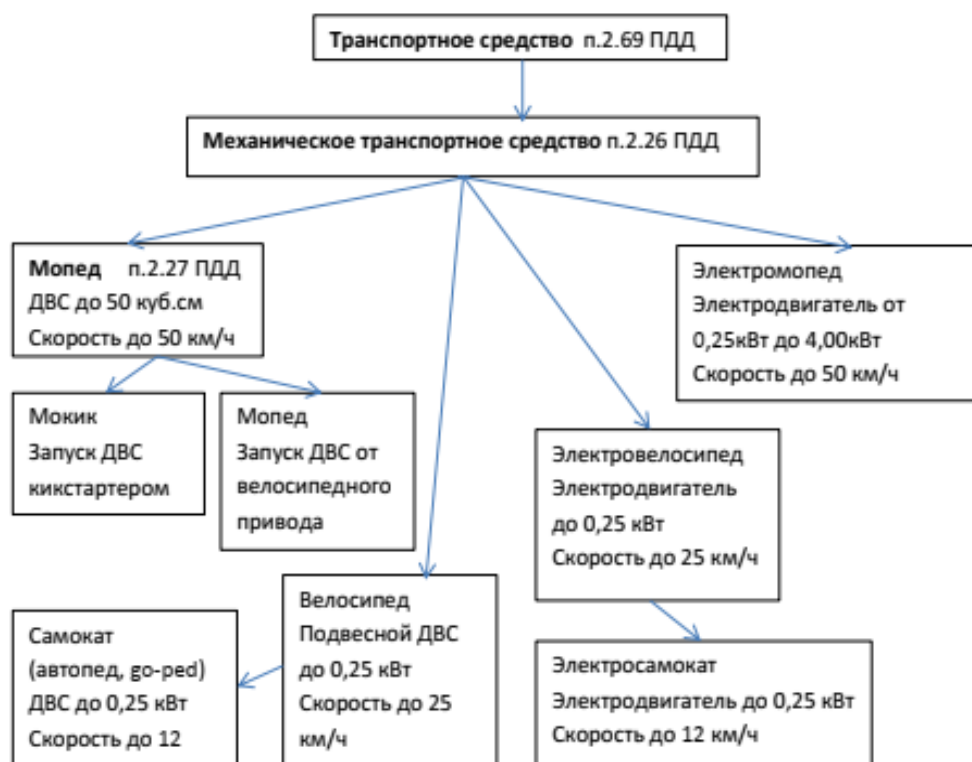 Транспортное средство п.2.69 ПДД
Механическое транспортное средство п.2.26 ПДД
Мопед п.2.27 ПДД
ДВС до 50 куб.см
Скорость до 50 км/ч
Электромопед
Электродвигатель от
0,25кВт до 4,00кВт
Скорость до 50 км/ч
Мокик
Запуск ДВС
кикстартером
Мопед
Запуск ДВС от
велосипедного
привода
Электровелосипед
Электродвигатель
до 0,25 кВт
Скорость до 25 км/ч
Самокат
(автопед, go-ped)
ДВС до 0,25 кВт
Скорость до 12
Велосипед
Подвесной ДВС
до 0,25 кВт
Скорость до 25
км/ч
Электросамокат
Электродвигатель до 0,25 кВт
Скорость до 12 км/ч